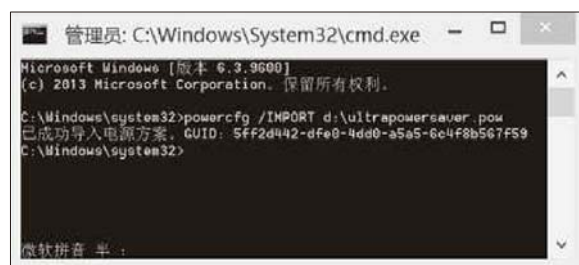 管理员: C:\Windows\System32\cmd.exe
Microsoft Windows [版本 6.3.9600]
(c) 2013 Microsoft Corporation。保留所有权利。
C:\Windows\system32>powercfg /IMPORT d:\ultrapowersaver.pow
已成功导入电源方案。GUID: 5ff2d442-dfe0-4dd0-a5a5-6c4f8b567f59
C:\Windows\system32>
微软拼音 半 :